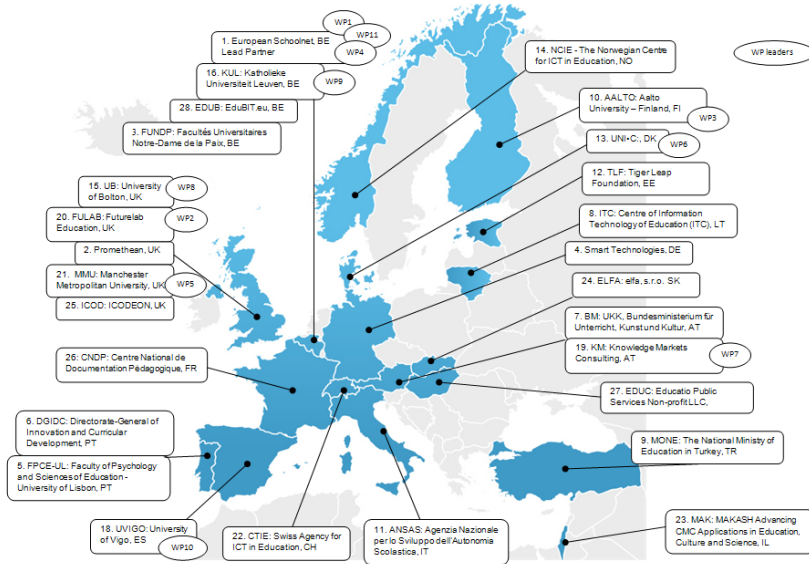 WP1
1. European Schoolnet, BE
Lead Partner
WP11
WP4
16. KUL: Katholieke
Universiteit Leuven, BE
WP9
28. EDUB: EduBIT.eu, BE
3. FUNDP: Facultés Universitaires
Notre-Dame de la Paix, BE
15. UB: University
of Bolton, UK
WP8
20. FULAB: Futurelab
Education, UK
WP2
2. Promethean, UK
21. MMU: Manchester
Metropolitan University, UK
WP5
25. ICOD: ICODEON, UK
26. CNDP: Centre National de
Documentation Pédagogique, FR
6. DGIDC: Directorate-General of
Innovation and Curricular
Development, PT
5. FPCE-UL: Faculty of Psychology
and Sciences of Education -
University of Lisbon, PT
18. UVIGO: University
of Vigo, ES
WP10
22. CTIE: Swiss Agency for
ICT in Education, CH
11. ANSAS: Agenzia Nazionale
per lo Sviluppo dell'Autonomia
Scolastica, IT
14. NCIE - The Norwegian Centre
for ICT in Education, NO
WP leaders
10. AALTO: Aalto
University – Finland, FI
WP3
13. UNI•C:, DK
WP6
12. TLF: Tiger Leap
Foundation, EE
8. ITC: Centre of Information
Technology of Education (ITC), LT
4. Smart Technologies, DE
24. ELFA: elfa, s.r.o. SK
7. BM: UKK, Bundesministerium für
Unterricht, Kunst und Kultur, AT
19. KM: Knowledge Markets
Consulting, AT
WP7
27. EDUC: Educatio Public
Services Non-profit LLC,
9. MONE: The National Ministry of
Education in Turkey, TR
23. MAK: MAKASH Advancing
CMC Applications in Education,
Culture and Science, IL